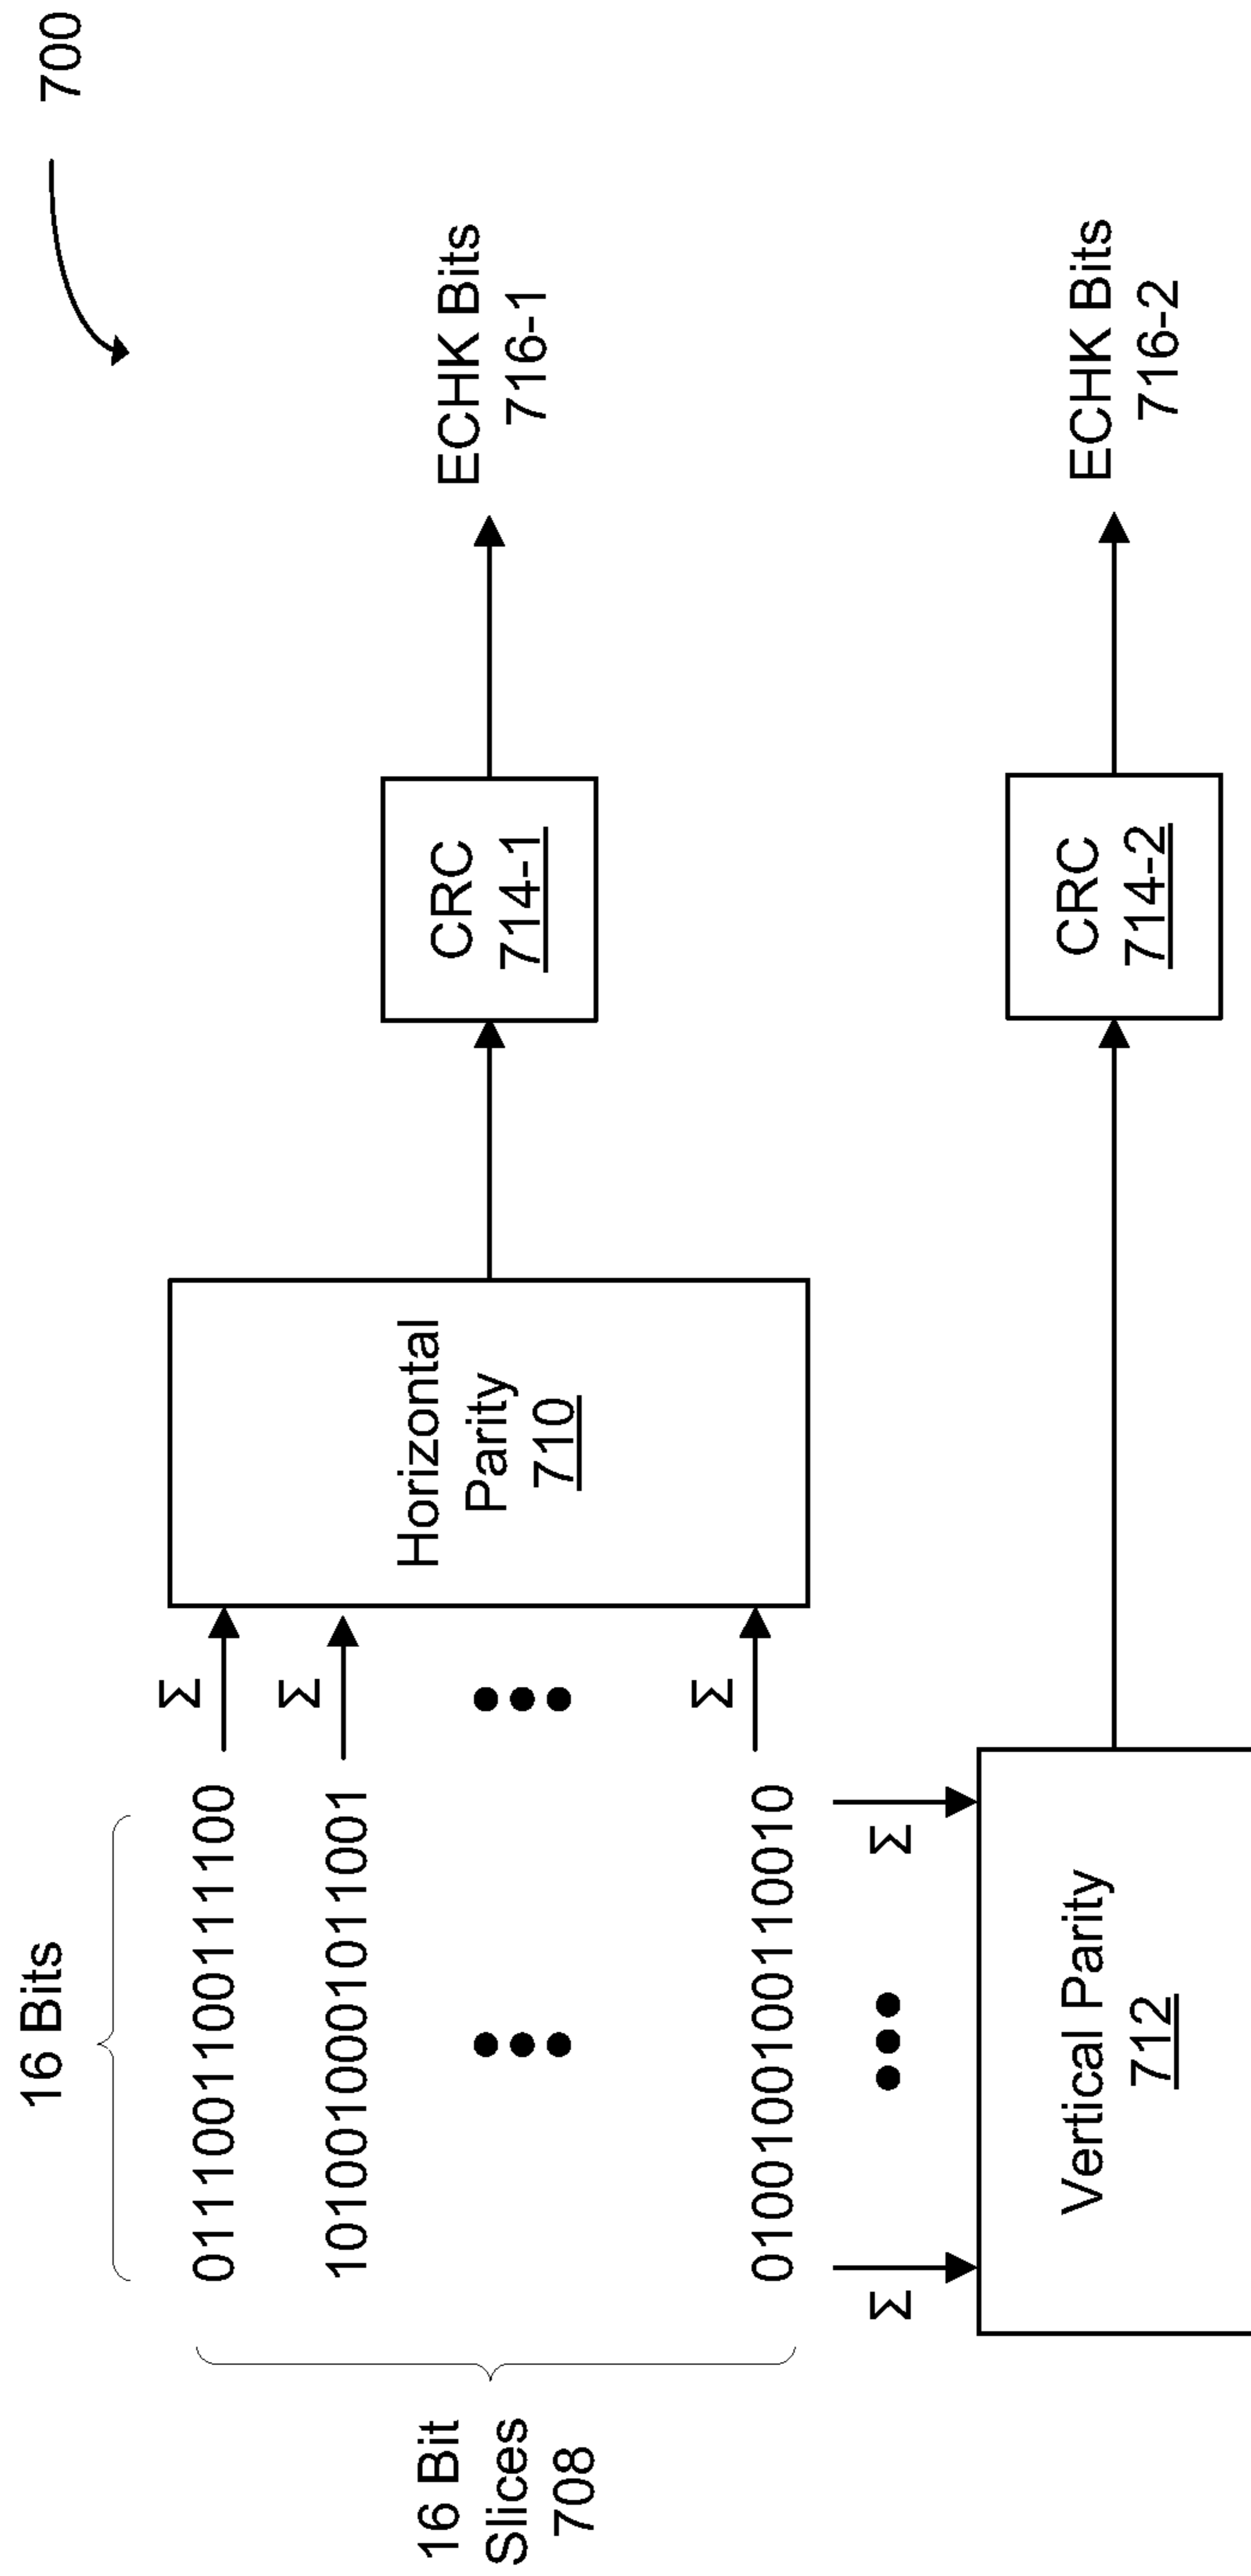 700
16 Bits
0111001100111100
Σ
1010010001011001
Σ
16 Bit
Slices
708
Horizontal
Parity
710
CRC
714-1
ECHK Bits
716-1
0100100100110010
Σ
Σ
Σ
Vertical Parity
712
CRC
714-2
ECHK Bits
716-2